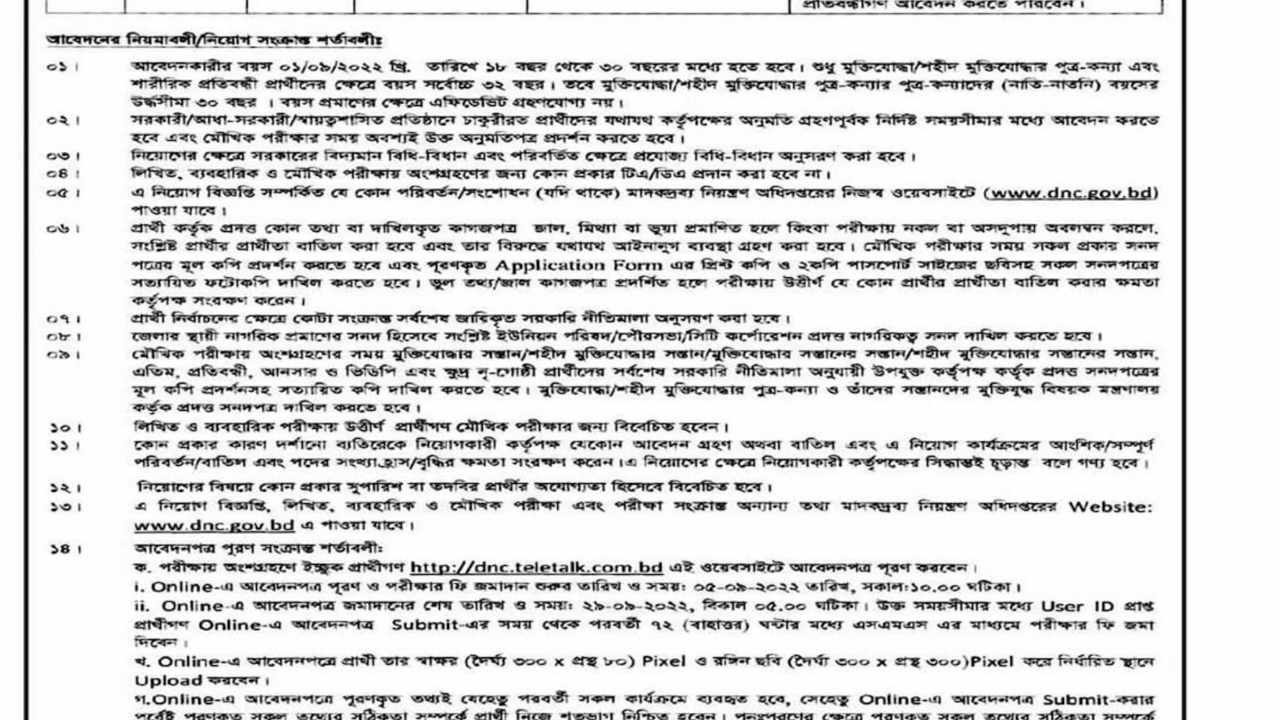 প্রতিবন্ধীগণ আবেদন করতে পারবেন।
আবেদনের নিয়মাবলী/নিয়োগ সংক্রান্ত শর্তাবলীঃ
০১। আবেদনকারীর বয়স ০১/০৯/২০২২ খ্রি. তারিখে ১৮ বছর থেকে ৩০ বছরের মধ্যে হতে হবে। শুধু মুক্তিযোদ্ধা/শহীদ মুক্তিযোদ্ধার পুত্র-কন্যা এবং
শারীরিক প্রতিবন্ধী প্রার্থীদের ক্ষেত্রে বয়স সর্বোচ্চ ৩২ বছর। তবে মুক্তিযোদ্ধা/শহীদ মুক্তিযোদ্ধার পুত্র-কন্যার পুত্র-কন্যাদের (নাতি-নাতনি) বয়সের
উর্দ্ধসীমা ৩০ বছর । বয়স প্রমাণের ক্ষেত্রে এফিডেভিট গ্রহণযোগ্য নয়।
০২। সরকারী/আধা-সরকারী/স্বায়ত্বশাসিত প্রতিষ্ঠানে চাকুরীরত প্রার্থীদের যথাযথ কর্তৃপক্ষের অনুমতি গ্রহণপূর্বক নির্দিষ্ট সময়সীমার মধ্যে আবেদন করতে
হবে এবং মৌখিক পরীক্ষার সময় অবশ্যই উক্ত অনুমতিপত্র প্রদর্শন করতে হবে।
০৩। নিয়োগের ক্ষেত্রে সরকারের বিদ্যমান বিধি-বিধান এবং পরিবর্তিত ক্ষেত্রে প্রযোজ্য বিধি-বিধান অনুসরণ করা হবে।
০৪। লিখিত, ব্যবহারিক ও মৌখিক পরীক্ষায় অংশগ্রহণের জন্য কোন প্রকার টিএ/ডিএ প্রদান করা হবে না।
০৫। এ নিয়োগ বিজ্ঞপ্তি সম্পর্কিত যে কোন পরিবর্তন/সংশোধন (যদি থাকে) মাদকদ্রব্য নিয়ন্ত্রণ অধিদপ্তরের নিজস্ব ওয়েবসাইটে (www.dnc.gov.bd)
পাওয়া যাবে।
০৬। প্রার্থী কর্তৃক প্রদত্ত কোন তথ্য বা দাখিলকৃত কাগজপত্র জাল, মিথ্যা বা ভুয়া প্রমাণিত হলে কিংবা পরীক্ষায় নকল বা অসদুপায় অবলম্বন করলে,
সংশ্লিষ্ট প্রার্থীর প্রার্থীতা বাতিল করা হবে এবং তার বিরুদ্ধে যথাযথ আইনানুগ ব্যবস্থা গ্রহণ করা হবে। মৌখিক পরীক্ষার সময় সকল প্রকার সনদ
পত্রের মূল কপি প্রদর্শন করতে হবে এবং পূরণকৃত Application Form এর প্রিন্ট কপি ও ২কপি পাসপোর্ট সাইজের ছবিসহ সকল সনদপত্রের
সত্যায়িত ফটোকপি দাখিল করতে হবে। ভুল তথ্য/জাল কাগজপত্র প্রদর্শিত হলে পরীক্ষায় উত্তীর্ণ যে কোন প্রার্থীর প্রার্থীতা বাতিল করার ক্ষমতা
কর্তৃপক্ষ সংরক্ষণ করেন।
০৭। প্রার্থী নির্বাচনের ক্ষেত্রে কোটা সংক্রান্ত সর্বশেষ জারিকৃত সরকারি নীতিমালা অনুসরণ করা হবে।
০৮। জেলার স্থায়ী নাগরিক প্রমাণের সনদ হিসেবে সংশ্লিষ্ট ইউনিয়ন পরিষদ/পৌরসভা/সিটি কর্পোরেশন প্রদত্ত নাগরিকত্ব সনদ দাখিল করতে হবে।
০৯। মৌখিক পরীক্ষায় অংশগ্রহণের সময় মুক্তিযোদ্ধার সন্তান/শহীদ মুক্তিযোদ্ধার সন্তান/মুক্তিযোদ্ধার সন্তানের সন্তান/শহীদ মুক্তিযোদ্ধার সন্তানের সন্তান,
এতিম, প্রতিবন্ধী, আনসার ও ভিডিপি এবং ক্ষুদ্র নৃ-গোষ্ঠী প্রার্থীদের সর্বশেষ সরকারি নীতিমালা অনুযায়ী উপযুক্ত কর্তৃপক্ষ কর্তৃক প্রদত্ত সনদপত্রের
মূল কপি প্রদর্শনসহ সত্যায়িত কপি দাখিল করতে হবে। মুক্তিযোদ্ধা/শহীদ মুক্তিযোদ্ধার পুত্র-কন্যা ও তাঁদের সন্তানদের মুক্তিযুদ্ধ বিষয়ক মন্ত্রণালয়
কর্তৃক প্রদত্ত সনদপত্র দাখিল করতে হবে।
১০। লিখিত ও ব্যবহারিক পরীক্ষায় উত্তীর্ণ প্রার্থীগণ মৌখিক পরীক্ষার জন্য বিবেচিত হবেন।
১১। কোন প্রকার কারণ দর্শানো ব্যতিরেকে নিয়োগকারী কর্তৃপক্ষ যেকোন আবেদন গ্রহণ অথবা বাতিল এবং এ নিয়োগ কার্যক্রমের আংশিক/সম্পূর্ণ
পরিবর্তন/বাতিল এবং পদের সংখ্যা হ্রাস/বৃদ্ধির ক্ষমতা সংরক্ষণ করেন।এ নিয়োগের ক্ষেত্রে নিয়োগকারী কর্তৃপক্ষের সিদ্ধান্তই চূড়ান্ত বলে গণ্য হবে।
১২। নিয়োগের বিষয়ে কোন প্রকার সুপারিশ বা তদবির প্রার্থীর অযোগ্যতা হিসেবে বিবেচিত হবে।
১৩। এ নিয়োগ বিজ্ঞপ্তি, লিখিত, ব্যবহারিক ও মৌখিক পরীক্ষা এবং পরীক্ষা সংক্রান্ত অন্যান্য তথ্য মাদকদ্রব্য নিয়ন্ত্রণ অধিদপ্তরের Website:
www.dnc.gov.bd এ পাওয়া যাবে।
১৪। আবেদনপত্র পূরণ সংক্রান্ত শর্তাবলীঃ
ক. পরীক্ষায় অংশগ্রহণে ইচ্ছুক প্রার্থীগণ http://dnc.teletalk.com.bd এই ওয়েবসাইটে আবেদনপত্র পূরণ করবেন।
i. Online-এ আবেদনপত্র পূরণ ও পরীক্ষার ফি জমাদান শুরুর তারিখ ও সময়: ০৫-০৯-২০২২ তারিখ, সকাল:১০.০০ ঘটিকা।
ii. Online-এ আবেদনপত্র জমাদানের শেষ তারিখ ও সময়: ২৯-০৯-২০২২, বিকাল ০৫.০০ ঘটিকা। উক্ত সময়সীমার মধ্যে User ID প্রাপ্ত
প্রার্থীগণ Online-এ আবেদনপত্র Submit-এর সময় থেকে পরবর্তী ৭২ (বাহাত্তর) ঘন্টার মধ্যে এসএমএস এর মাধ্যমে পরীক্ষার ফি জমা
দিবেন।
খ. Online-এ আবেদনপত্রে প্রার্থী তার স্বাক্ষর (দৈর্ঘ্য ৩০০ x প্রস্থ ৮০) Pixel ও রঙ্গিন ছবি (দৈর্ঘ্য ৩০০ x প্রস্থ ৩০০)Pixel করে নির্ধারিত স্থানে
Upload করবেন।
গ.Online-এ আবেদনপত্রে পূরণকৃত তথ্যই যেহেতু পরবর্তী সকল কার্যক্রমে ব্যবহৃত হবে, সেহেতু Online-এ আবেদনপত্র Submit-করার
পূর্বেই পূরণকৃত সকল তথ্যের সঠিকতা সম্পর্কে প্রার্থী নিজে শতভাগ নিশ্চিত হবেন। পূনঃপূরণের ক্ষেত্রে পূরণকৃত সকল তথ্যের সঠিকতা সম্পর্কে